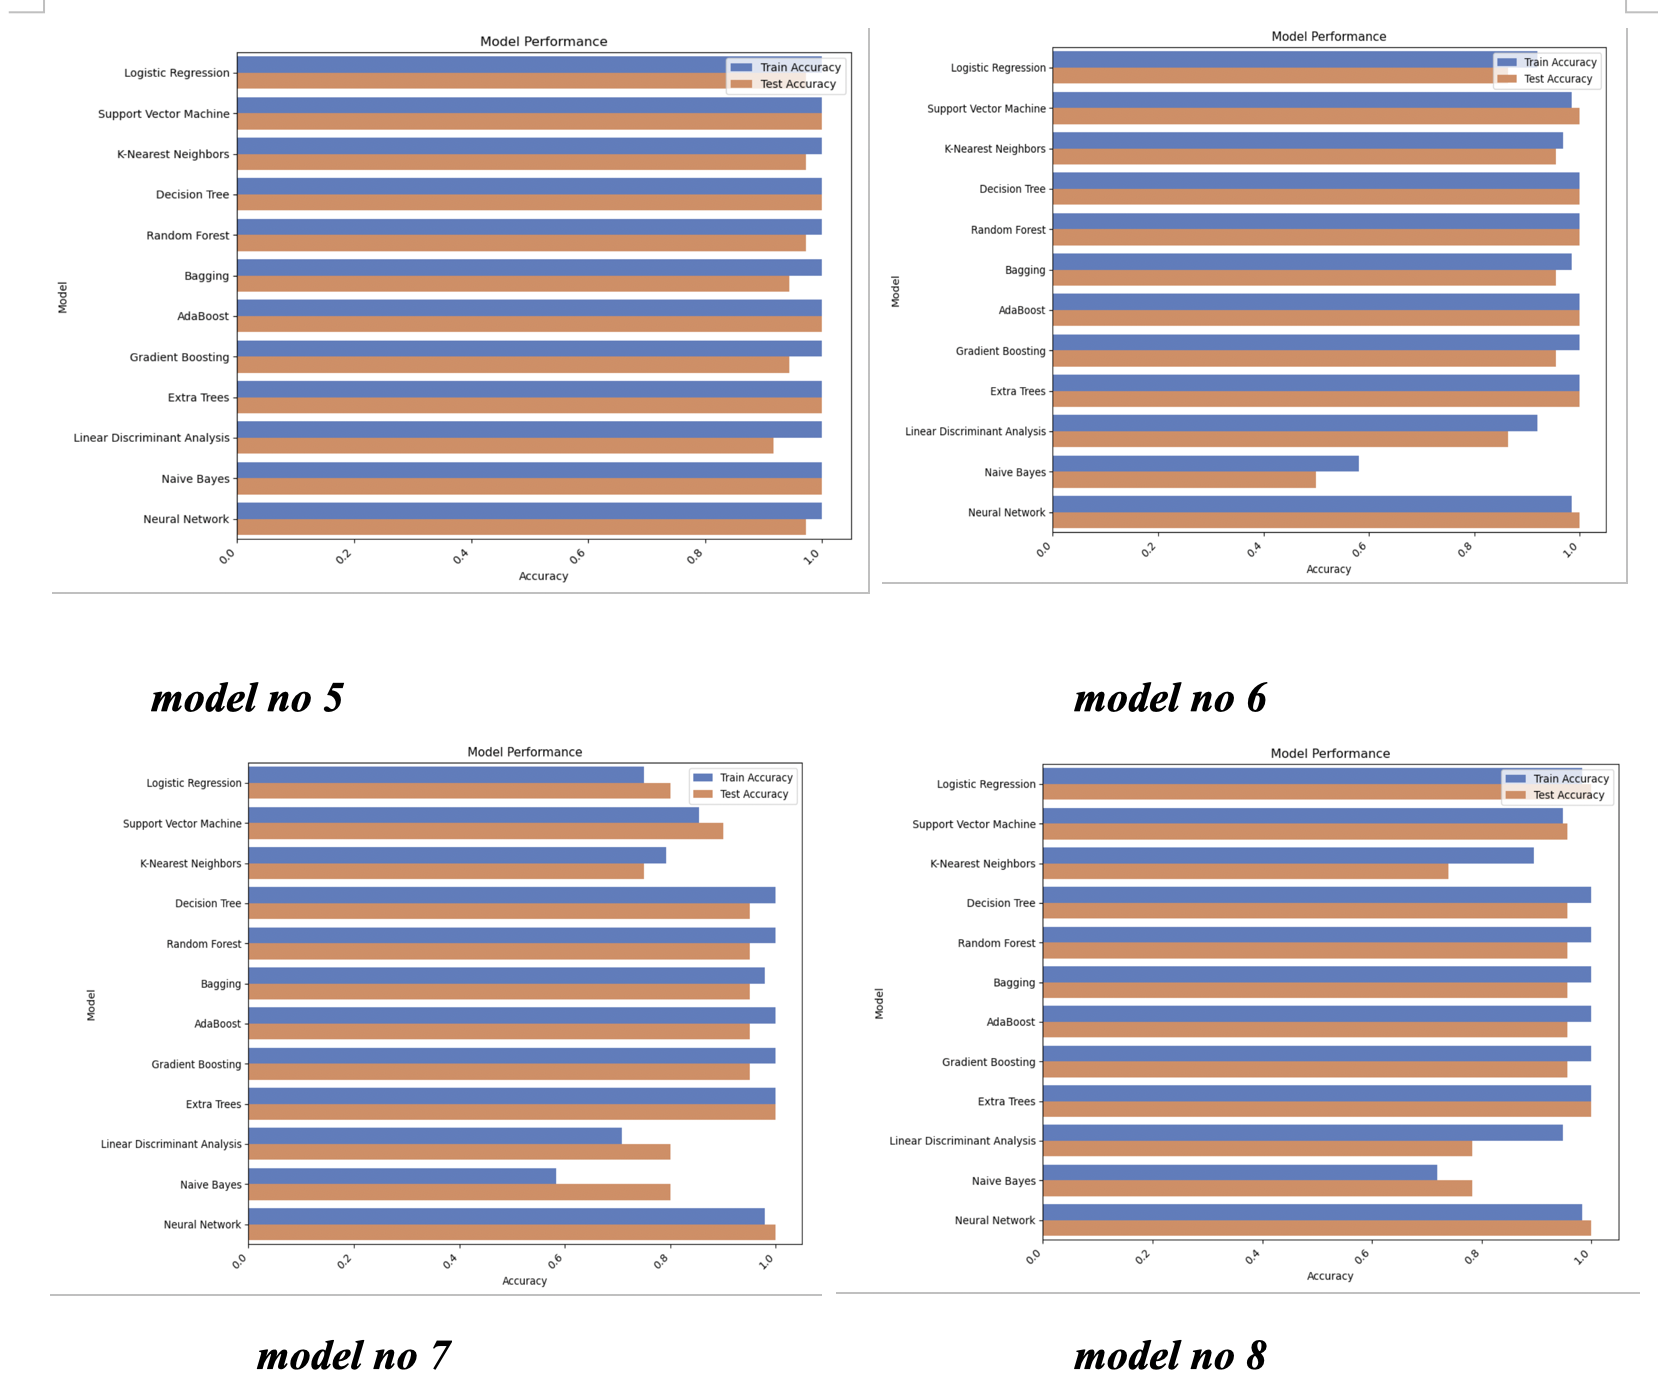 Model Performance
Train Accuracy
Test Accuracy
Logistic Regression
Support Vector Machine
K-Nearest Neighbors
Decision Tree
Random Forest
Bagging
AdaBoost
Gradient Boosting
Extra Trees
Linear Discriminant Analysis
Naive Bayes
Neural Network
Model
0.0 0.2 0.4 0.6 0.8 1.0
Accuracy
model no 5
Model Performance
Train Accuracy
Test Accuracy
Logistic Regression
Support Vector Machine
K-Nearest Neighbors
Decision Tree
Random Forest
Bagging
AdaBoost
Gradient Boosting
Extra Trees
Linear Discriminant Analysis
Naive Bayes
Neural Network
Model
0.0 0.2 0.4 0.6 0.8 1.0
Accuracy
model no 6
Model Performance
Train Accuracy
Test Accuracy
Logistic Regression
Support Vector Machine
K-Nearest Neighbors
Decision Tree
Random Forest
Bagging
AdaBoost
Gradient Boosting
Extra Trees
Linear Discriminant Analysis
Naive Bayes
Neural Network
Model
0.0 0.2 0.4 0.6 0.8 1.0
Accuracy
model no 7
Model Performance
Train Accuracy
Test Accuracy
Logistic Regression
Support Vector Machine
K-Nearest Neighbors
Decision Tree
Random Forest
Bagging
AdaBoost
Gradient Boosting
Extra Trees
Linear Discriminant Analysis
Naive Bayes
Neural Network
Model
0.0 0.2 0.4 0.6 0.8 1.0
Accuracy
model no 8